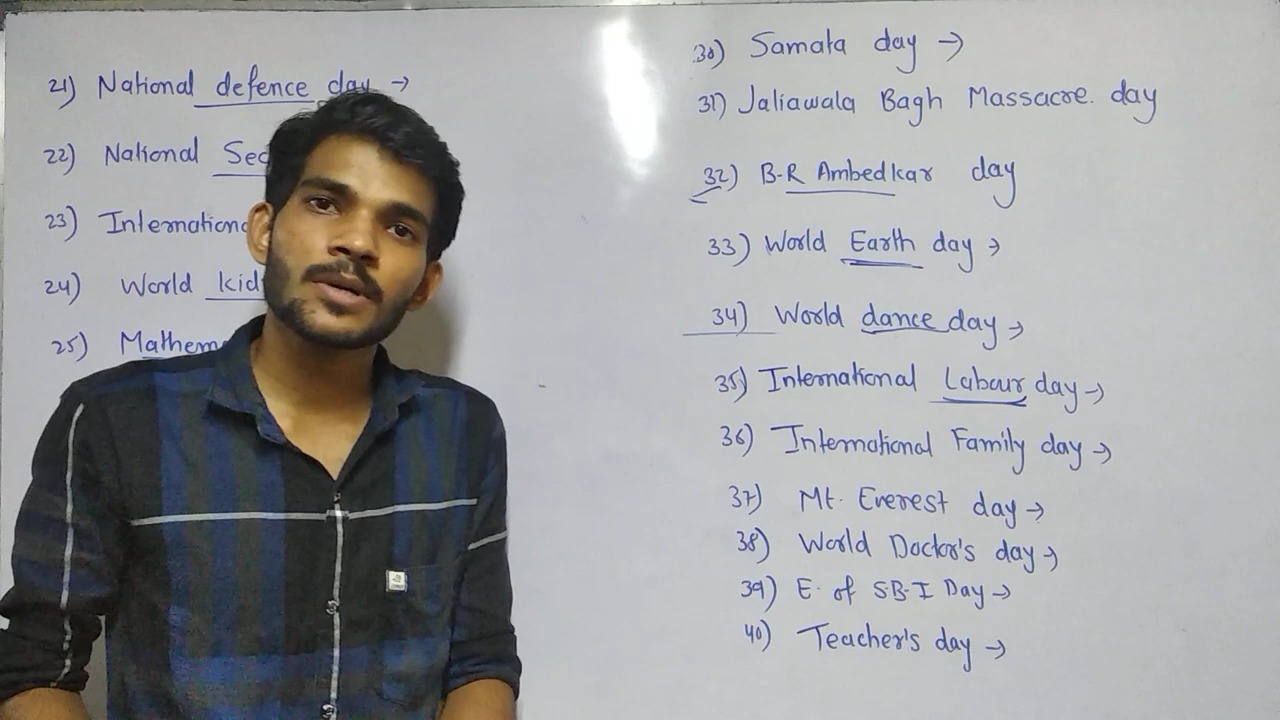 21) National defence day →
22) National Sec
23) Internationa
24) World kid
25) Mathem
30) Samata day →
31) Jaliawala Bagh Massacre. day
32) B-R Ambedkar day
33) World Earth day →
34) World dance day →
35) International Labour day →
36) International Family day →
37) Mt. Everest day →
38) World Doctor's day →
39) E. of SB-I Day →
40) Teacher's day →